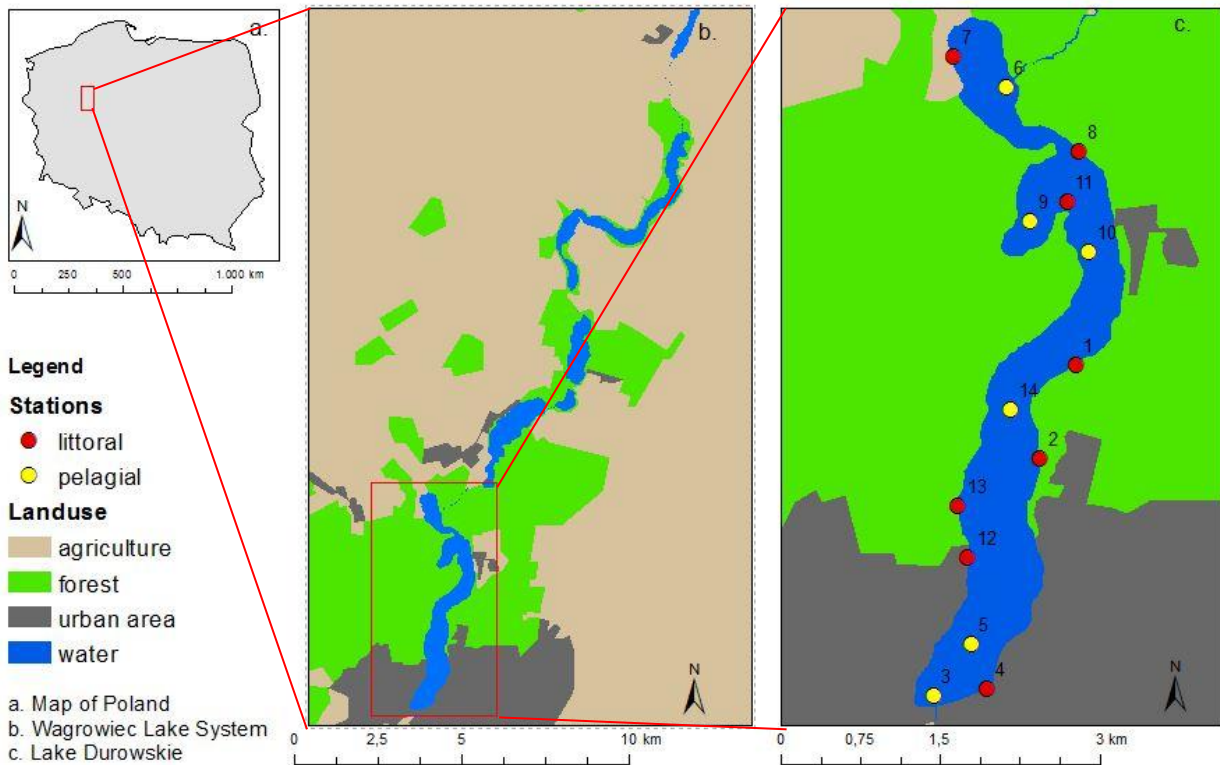 a.
N
0 250 500 1.000 km
Legend
Stations
littoral
pelagial
Landuse
agriculture
forest
urban area
water
a. Map of Poland
b. Wagrowiec Lake System
c. Lake Durowskie
b.
N
0 2,5 5 10 km
c.
7
6
8
11
9
10
1
14
2
13
12
5
3
4
N
0 0,75 1,5 3 km